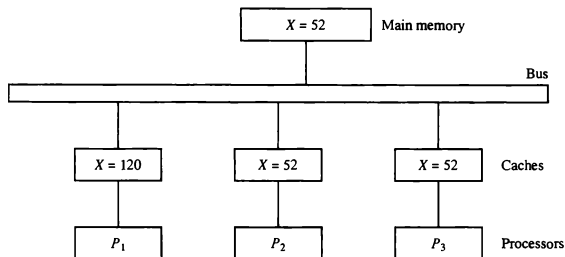 X = 52 Main memory
Bus
X = 120 X = 52 X = 52 Caches
P1 P2 P3 Processors